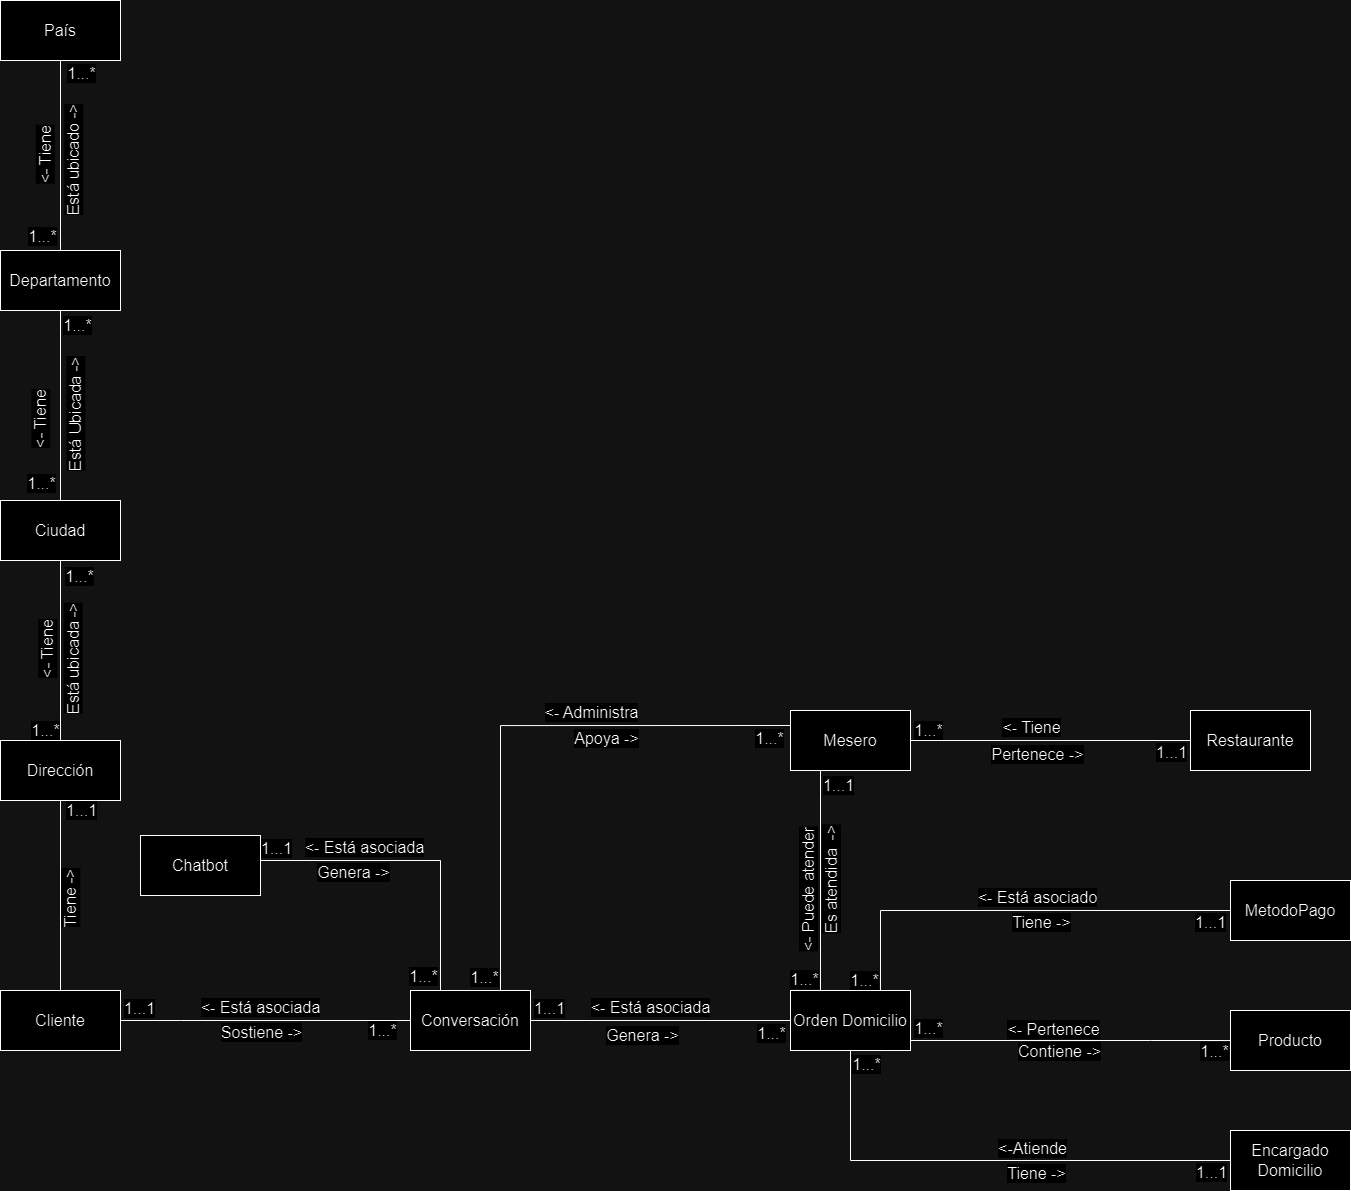 País
1...*
<- Tiene
Está ubicado ->
1...*
Departamento
1...*
<- Tiene
Está Ubicada ->
1...*
Ciudad
1...*
<- Tiene
Está ubicada ->
1...*
Dirección
1...1
Tiene ->
<- Administra
Apoya ->
1...*
Mesero
1...*
<- Tiene
Pertenece ->
1...1
Restaurante
1...1
Chatbot
1...1
<- Está asociada
Genera ->
<- Puede atender
Es atendida ->
<- Está asociado
Tiene ->
1...1
MetodoPago
1...*
1...*
1...*
1...*
Cliente
1...1
<- Está asociada
Sostiene ->
1...*
Conversación
1...1
<- Está asociada
Genera ->
1...*
Orden Domicilio
1...*
<- Pertenece
Contiene ->
1...*
Producto
1...*
<-Atiende
Tiene ->
1...1
Encargado
Domicilio